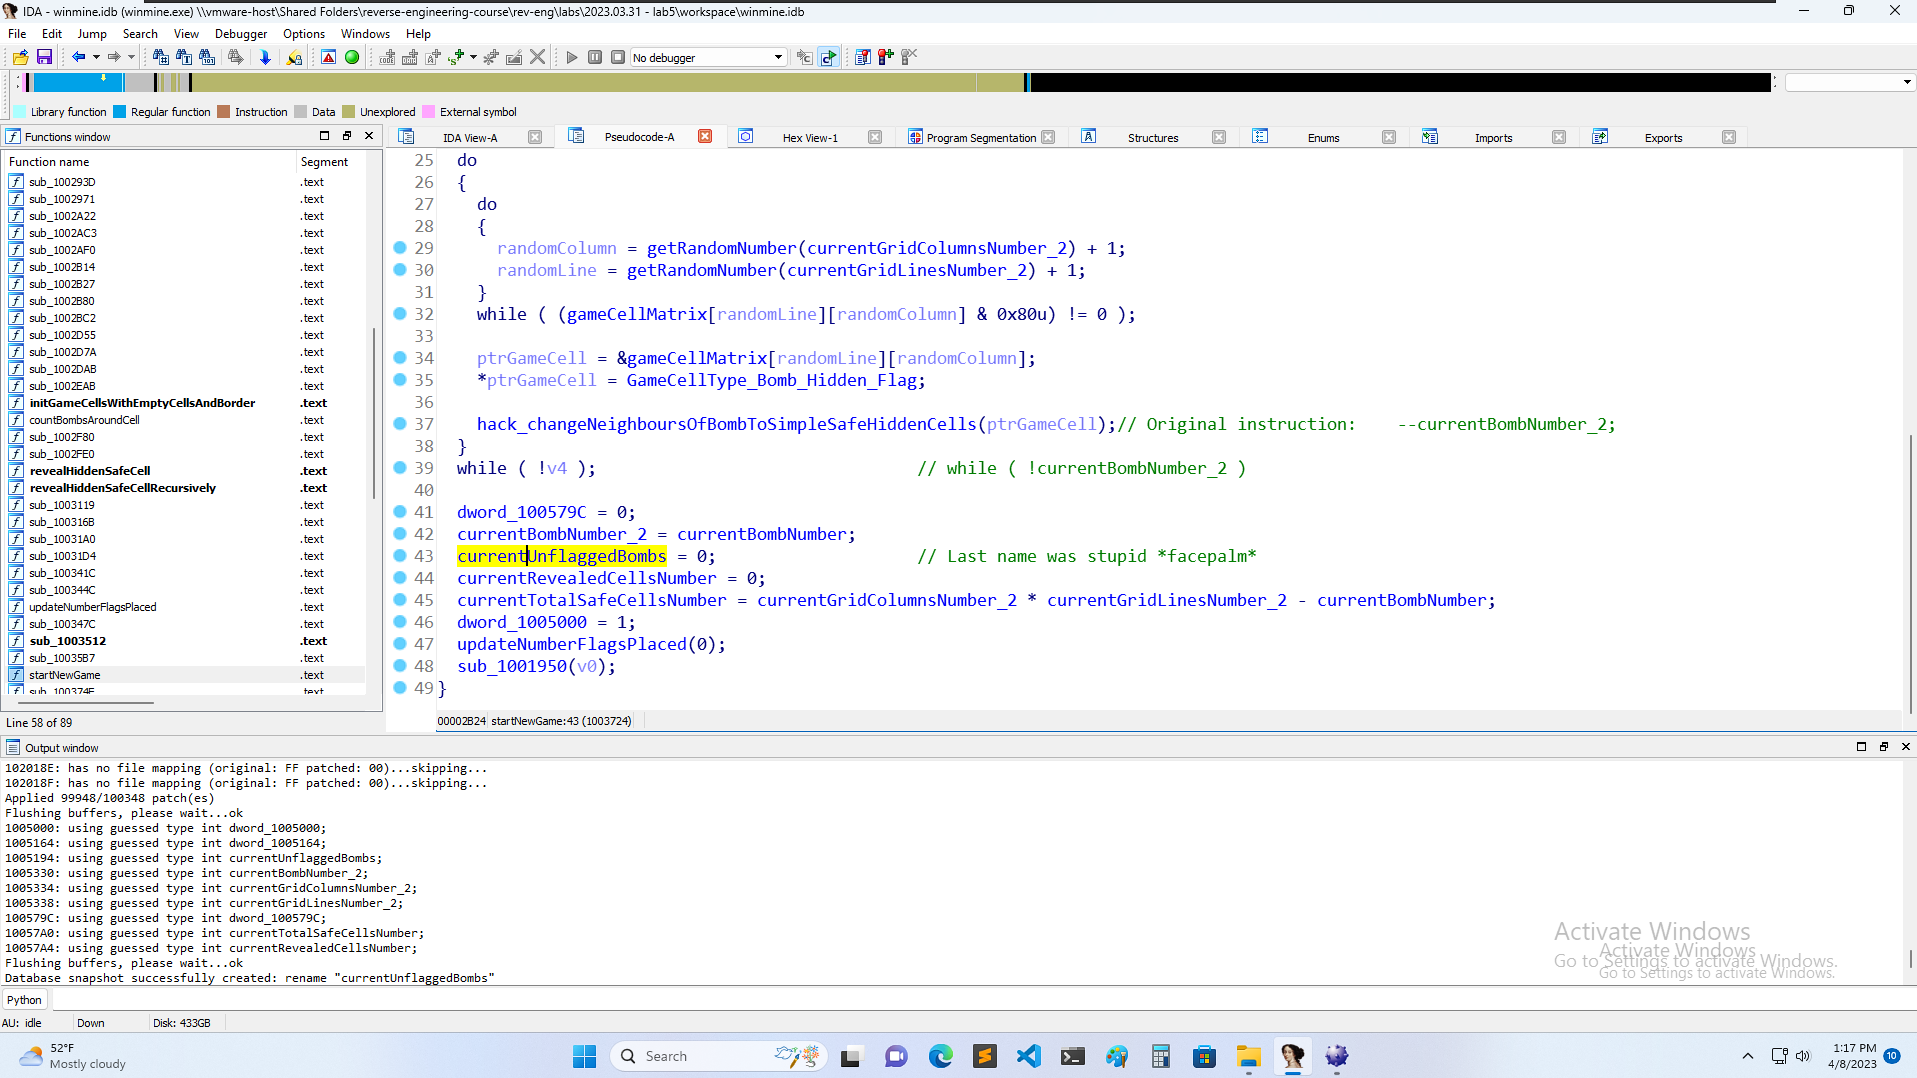 IDA - winmine.idb (winmine.exe) \\vmware-host\Shared Folders\reverse-engineering-course\rev-eng\labs\2023.03.31 - lab5\workspace\winmine.idb
File Edit Jump Search View Debugger Options Windows Help
No debugger
Library function Regular function Instruction Data Unexplored External symbol
Functions window
IDA View-A Pseudocode-A Hex View-1 Program Segmentation Structures Enums Imports Exports
Function name Segment
sub_100293D .text
sub_1002971 .text
sub_1002A22 .text
sub_1002AC3 .text
sub_1002AF0 .text
sub_1002B14 .text
sub_1002B27 .text
sub_1002B80 .text
sub_1002BC2 .text
sub_1002D55 .text
sub_1002D7A .text
sub_1002DAB .text
sub_1002EAB .text
initGameCellsWithEmptyCellsAndBorder .text
countBombsAroundCell .text
sub_1002F80 .text
sub_1002FE0 .text
revealHiddenSafeCell .text
revealHiddenSafeCellRecursively .text
sub_1003119 .text
sub_100316B .text
sub_10031A0 .text
sub_10031D4 .text
sub_100341C .text
sub_100344C .text
updateNumberFlagsPlaced .text
sub_100347C .text
sub_1003512 .text
sub_10035B7 .text
startNewGame .text
sub_100374E .text
Line 58 of 89
25 do
26 {
27 do
28 {
29 randomColumn = getRandomNumber(currentGridColumnsNumber_2) + 1;
30 randomLine = getRandomNumber(currentGridLinesNumber_2) + 1;
31 }
32 while ( (gameCellMatrix[randomLine][randomColumn] & 0x80u) != 0 );
33
34 ptrGameCell = &gameCellMatrix[randomLine][randomColumn];
35 *ptrGameCell = GameCellType_Bomb_Hidden_Flag;
36
37 hack_changeNeighboursOfBombToSimpleSafeHiddenCells(ptrGameCell);// Original instruction: --currentBombNumber_2;
38 }
39 while ( !v4 ); // while ( !currentBombNumber_2 )
40
41 dword_100579C = 0;
42 currentBombNumber_2 = currentBombNumber;
43 currentUnflaggedBombs = 0; // Last name was stupid *facepalm*
44 currentRevealedCellsNumber = 0;
45 currentTotalSafeCellsNumber = currentGridColumnsNumber_2 * currentGridLinesNumber_2 - currentBombNumber;
46 dword_1005000 = 1;
47 updateNumberFlagsPlaced(0);
48 sub_1001950(v0);
49 }
00002B24 startNewGame:43 (1003724)
Output window
102018E: has no file mapping (original: FF patched: 00)...skipping...
102018F: has no file mapping (original: FF patched: 00)...skipping...
Applied 99948/100348 patch(es)
Flushing buffers, please wait...ok
1005000: using guessed type int dword_1005000;
1005164: using guessed type int dword_1005164;
1005194: using guessed type int currentUnflaggedBombs;
1005330: using guessed type int currentBombNumber_2;
1005334: using guessed type int currentGridColumnsNumber_2;
1005338: using guessed type int currentGridLinesNumber_2;
100579C: using guessed type int dword_100579C;
10057A0: using guessed type int currentTotalSafeCellsNumber;
10057A4: using guessed type int currentRevealedCellsNumber;
Flushing buffers, please wait...ok
Database snapshot successfully created: rename "currentUnflaggedBombs"
Activate Windows
Activate Windows
Go to Settings to activate Windows.
Go to Settings to activate Windows.
Python
AU: idle Down Disk: 433GB
52°F
Mostly cloudy
Search
1:17 PM
4/8/2023
10